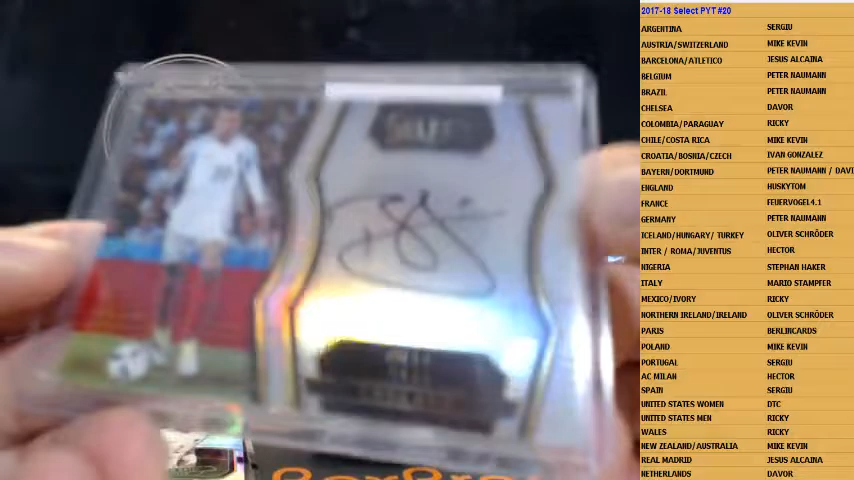 2017-18 Select PYT #20
ARGENTINA SERGIU
AUSTRIA/SWITZERLAND MIKE KEVIN
BARCELONA/ATLETICO JESUS ALCAINA
BELGIUM PETER NAUMANN
BRAZIL PETER NAUMANN
CHELSEA DAVOR
COLOMBIA/PARAGUAY RICKY
CHILE/COSTA RICA MIKE KEVIN
CROATIA/BOSNIA/CZECH IVAN GONZALEZ
BAYERN/DORTMUND PETER NAUMANN / DAVI
ENGLAND HUSKYTOM
FRANCE FEUERVOGEL4.1
GERMANY PETER NAUMANN
ICELAND/HUNGARY/ TURKEY OLIVER SCHRÖDER
INTER / ROMA/JUVENTUS HECTOR
NIGERIA STEPHAN HAKER
ITALY MARIO STAMPFER
MEXICO/IVORY RICKY
NORTHERN IRELAND/IRELAND OLIVER SCHRÖDER
PARIS BERLINCARDS
POLAND MIKE KEVIN
PORTUGAL SERGIU
AC MILAN HECTOR
SPAIN SERGIU
UNITED STATES WOMEN DTC
UNITED STATES MEN RICKY
WALES RICKY
NEW ZEALAND/AUSTRALIA MIKE KEVIN
REAL MADRID JESUS ALCAINA
NETHERLANDS DAVOR
SELECT